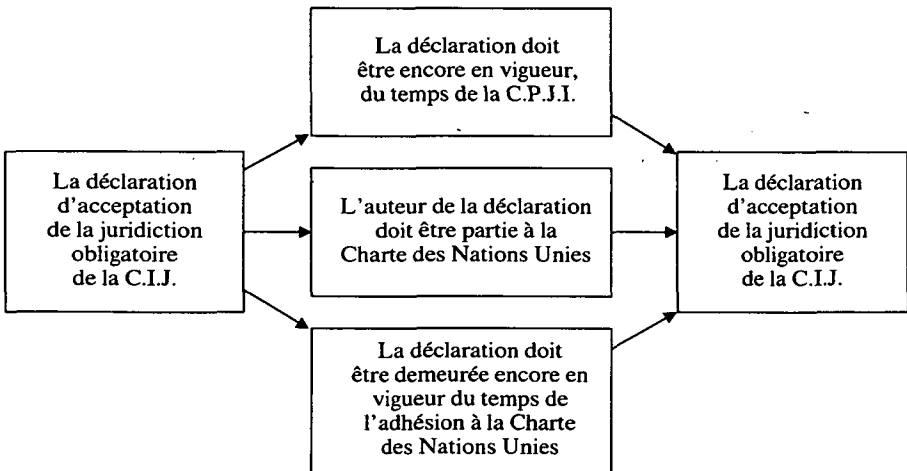 La déclaration doit
être encore en vigueur,
du temps de la C.P.J.I.
La déclaration
d'acceptation
de la juridiction
obligatoire
de la C.I.J.
L'auteur de la déclaration
doit être partie à la
Charte des Nations Unies
La déclaration
d'acceptation
de la juridiction
obligatoire
de la C.I.J.
La déclaration doit
être demeurée encore en
vigueur du temps de
l'adhésion à la Charte
des Nations Unies